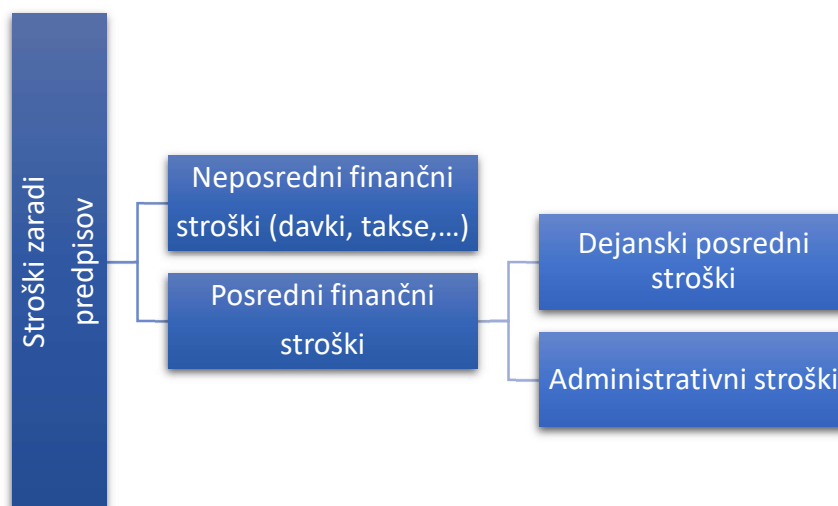 Stroški zaradi
predpisov
Neposredni finančni
stroški (davki, takse,…)
Posredni finančni
stroški
Dejanski posredni
stroški
Administrativni stroški